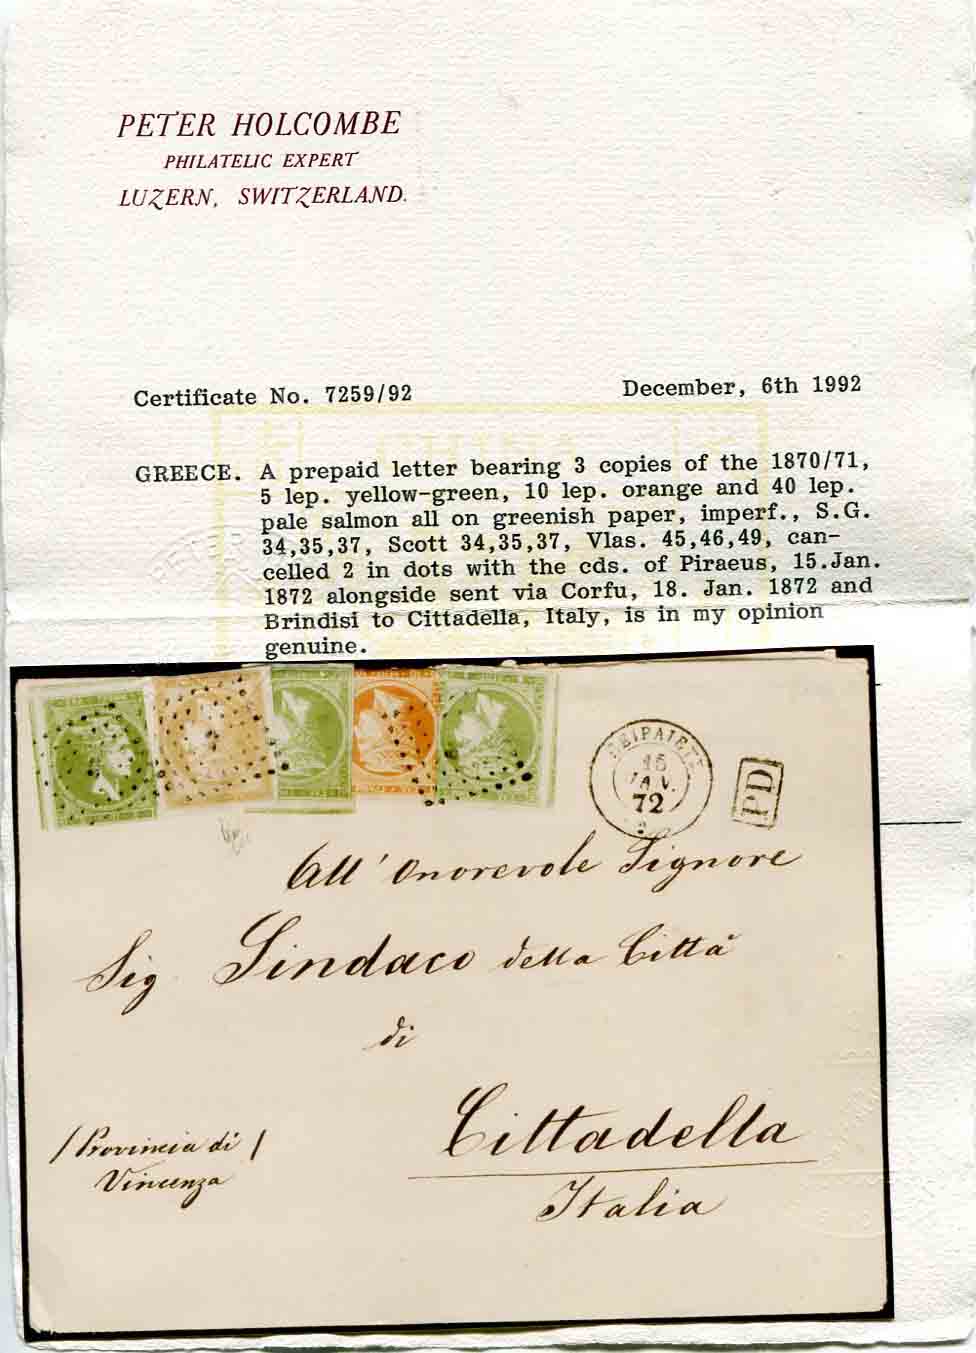 PETER HOLCOMBE
PHILATELIC EXPERT
LUZERN, SWITZERLAND.
Certificate No. 7259/92 December, 6th 1992
GREECE. A prepaid letter bearing 3 copies of the 1870/71,
5 lep. yellow-green, 10 lep. orange and 40 lep.
pale salmon all on greenish paper, imperf., S.G.
34,35,37, Scott 34,35,37, Vlas. 45,46,49, can-
celled 2 in dots with the cds. of Piraeus, 15.Jan.
1872 alongside sent via Corfu, 18. Jan. 1872 and
Brindisi to Cittadella, Italy, is in my opinion
genuine.
15
JAN.
72
PD
All' Onorevole Signore
Sig. Sindaco della Città
di
Cittadella
Italia
/Provincia di/
Vincenza